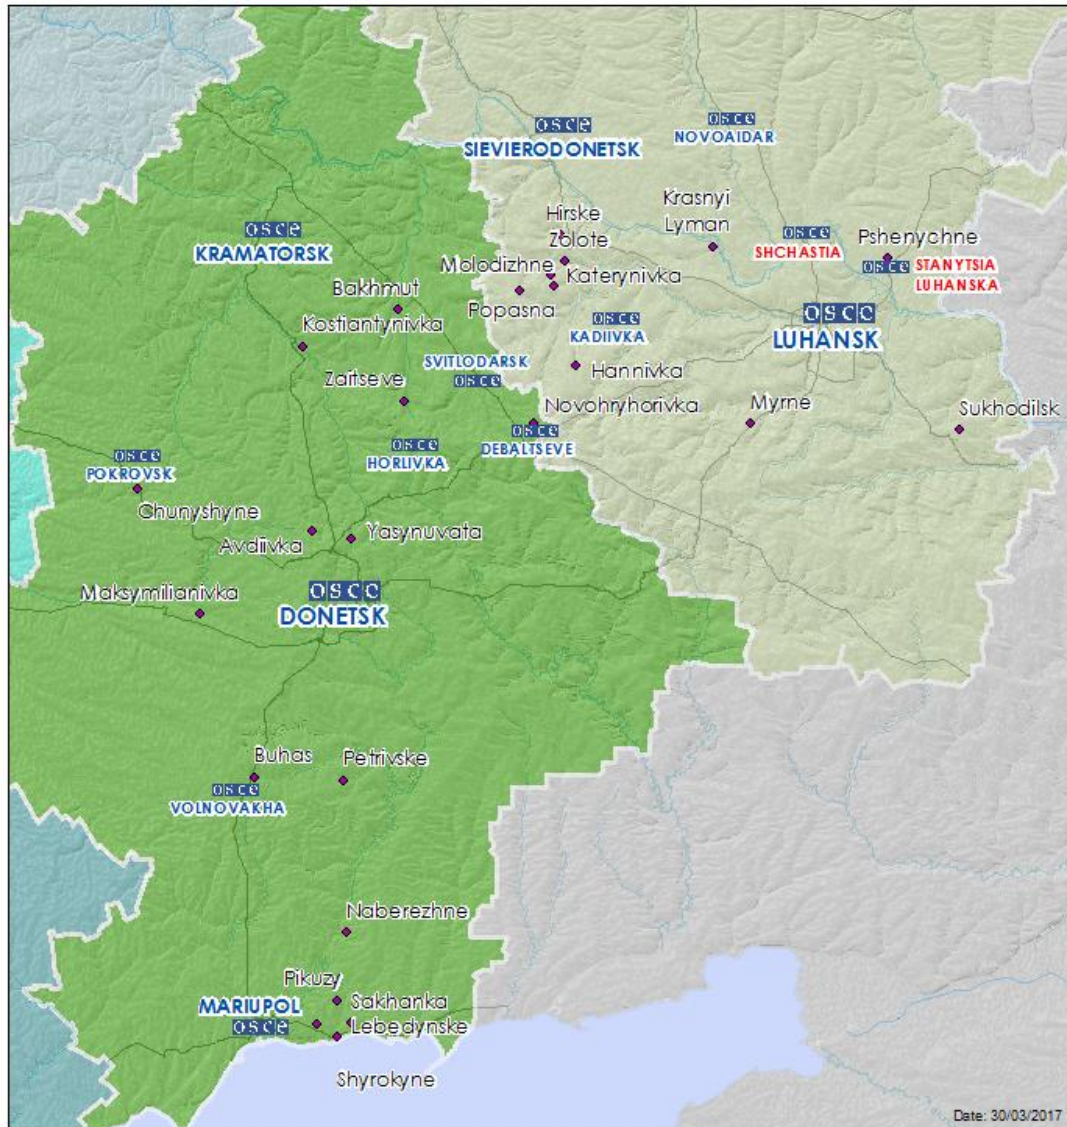 osce
NOVOAIDAR
osce
SIEVIERODONETSK
Hirske
Zolote
Krasnyi
Lyman
osce
SHCHASTIA
Pshenychne
osce
STANYTSIA
LUHANSKA
osce
KRAMATORSK
Molodizhne
Katerynivka
Bakhmut
Popasna
osce
LUHANSK
Kostiantynivka
osce
KADIIVKA
SVITLODARSK
osce
Hannivka
Zaitseve
Novohryhorivka
Myrne
Sukhodilsk
osce
DEBALTSEVE
osce
HORLIVKA
osce
POKROVSK
Chunyshyne
Avdiivka
Yasynuvata
Maksymilianivka
osce
DONETSK
Buhas
Petrivske
osce
VOLNOVAKHA
Naberezhne
Pikuzy
Sakhanka
MARIUPOL
osce
Lebedynske
Shyrokyne
Date: 30/03/2017